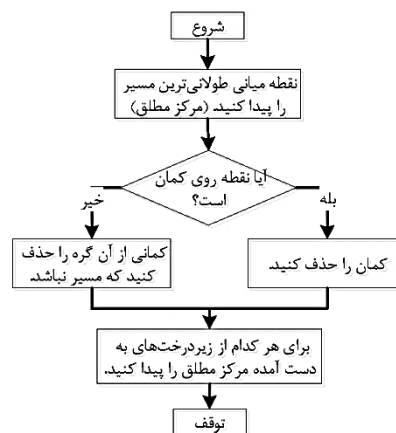 شروع
نقطه میانی طولانی‌ترین مسیر
را پیدا کنید. (مرکز مطلق)
آیا نقطه روی کمان
است؟
خیر
بله
کمانی از آن گره را حذف
کنید که مسیر نباشد.
کمان را حذف کنید.
برای هر کدام از زیردرخت‌های به
دست آمده مرکز مطلق را پیدا کنید.
توقف